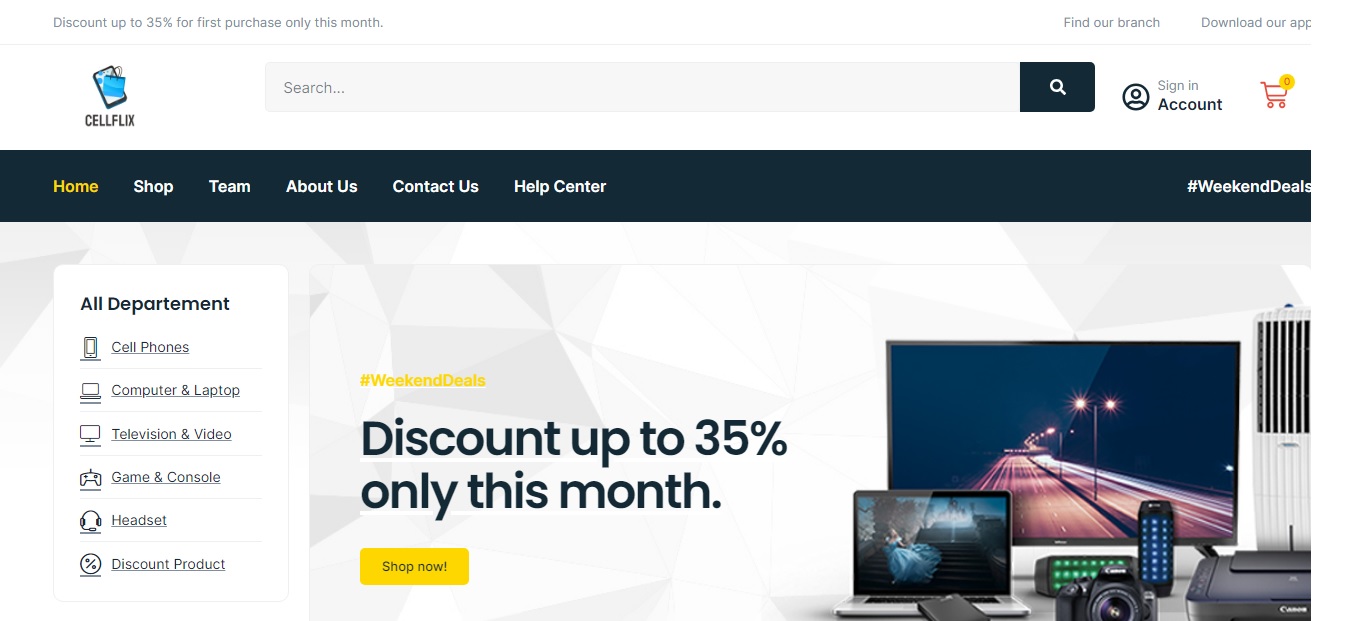 Discount up to 35% for first purchase only this month.
Find our branch
Download our app
CELLFLIX
Search...
Sign in
Account
0
Home
Shop
Team
About Us
Contact Us
Help Center
#WeekendDeals
All Departement
Cell Phones
Computer & Laptop
Television & Video
Game & Console
Headset
Discount Product
#WeekendDeals
Discount up to 35%
only this month.
Shop now!
Canon
Canon